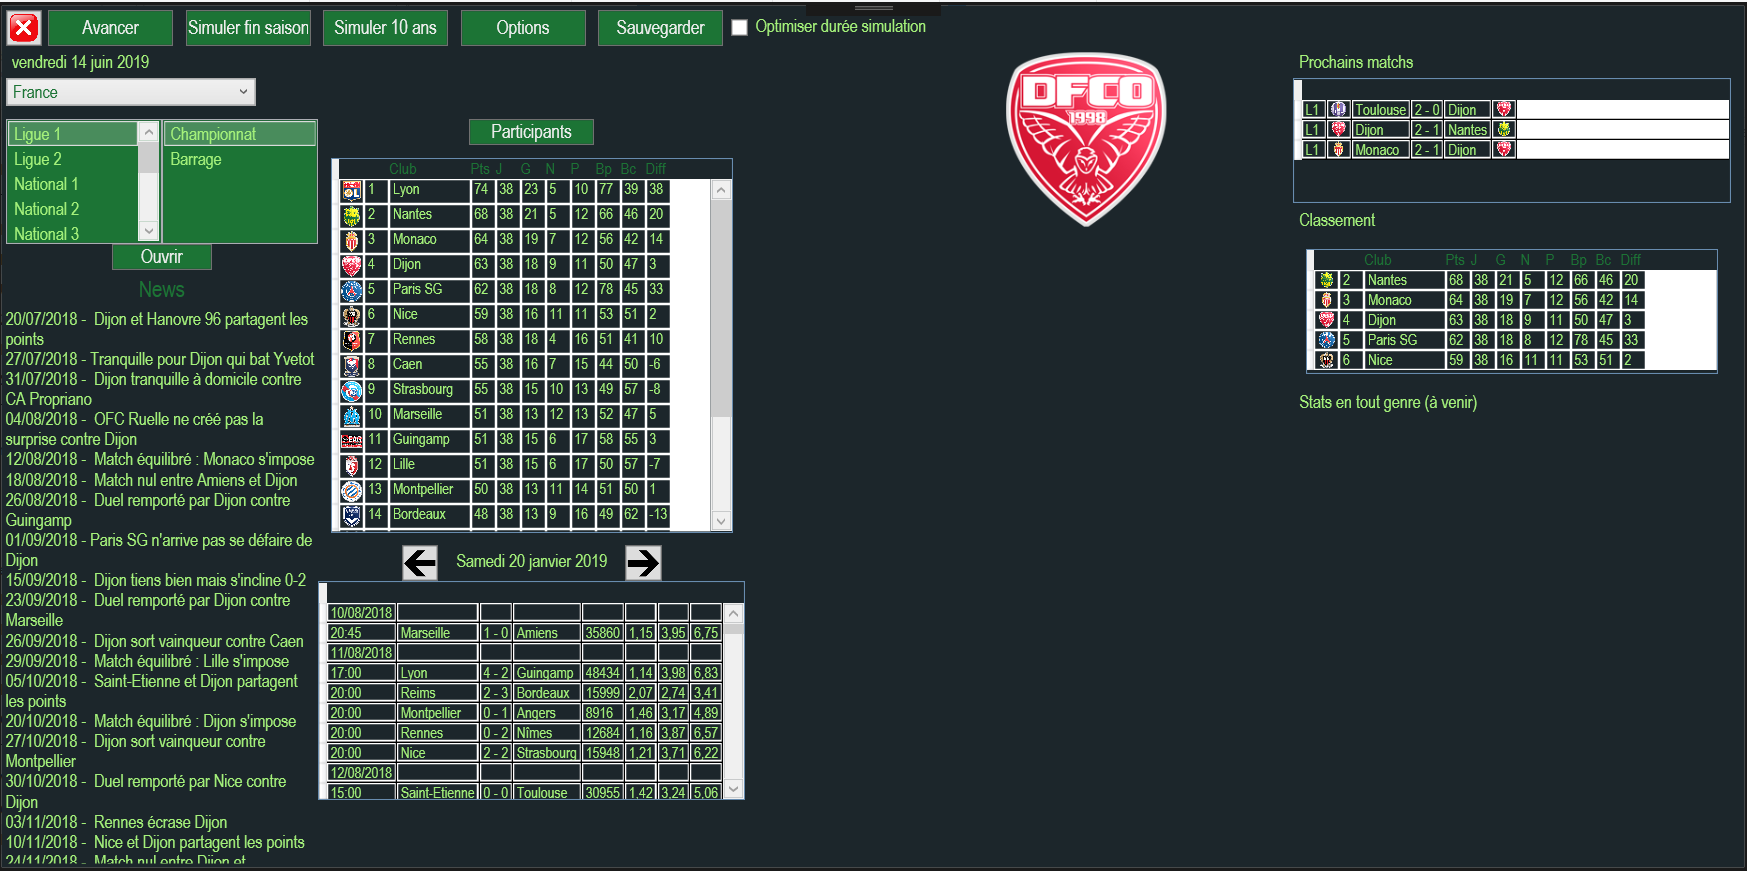 Avancer Simuler fin saison Simuler 10 ans Options Sauvegarder Optimiser durée simulation
vendredi 14 juin 2019
France
Ligue 1
Ligue 2
National 1
National 2
National 3
Championnat
Barrage
Ouvrir
News
20/07/2018 - Dijon et Hanovre 96 partagent les
points
27/07/2018 - Tranquille pour Dijon qui bat Yvetot
31/07/2018 - Dijon tranquille à domicile contre
CA Propriano
04/08/2018 - OFC Ruelle ne créé pas la
surprise contre Dijon
12/08/2018 - Match équilibré : Monaco s'impose
18/08/2018 - Match nul entre Amiens et Dijon
26/08/2018 - Duel remporté par Dijon contre
Guingamp
01/09/2018 - Paris SG n'arrive pas se défaire de
Dijon
15/09/2018 - Dijon tiens bien mais s'incline 0-2
23/09/2018 - Duel remporté par Dijon contre
Marseille
26/09/2018 - Dijon sort vainqueur contre Caen
29/09/2018 - Match équilibré : Lille s'impose
05/10/2018 - Saint-Etienne et Dijon partagent
les points
20/10/2018 - Match équilibré : Dijon s'impose
27/10/2018 - Dijon sort vainqueur contre
Montpellier
30/10/2018 - Duel remporté par Nice contre
Dijon
03/11/2018 - Rennes écrase Dijon
10/11/2018 - Nice et Dijon partagent les points
24/11/2018 - Match nul entre Dijon et
Participants
Club Pts J G N P Bp Bc Diff
1 Lyon 74 38 23 5 10 77 39 38
2 Nantes 68 38 21 5 12 66 46 20
3 Monaco 64 38 19 7 12 56 42 14
4 Dijon 63 38 18 9 11 50 47 3
5 Paris SG 62 38 18 8 12 78 45 33
6 Nice 59 38 16 11 11 53 51 2
7 Rennes 58 38 18 4 16 51 41 10
8 Caen 55 38 16 7 15 44 50 -6
9 Strasbourg 55 38 15 10 13 49 57 -8
10 Marseille 51 38 13 12 13 52 47 5
11 Guingamp 51 38 15 6 17 58 55 3
12 Lille 51 38 15 6 17 50 57 -7
13 Montpellier 50 38 13 11 14 51 50 1
14 Bordeaux 48 38 13 9 16 49 62 -13
Samedi 20 janvier 2019
10/08/2018
20:45 Marseille 1 - 0 Amiens 35860 1,15 3,95 6,75
11/08/2018
17:00 Lyon 4 - 2 Guingamp 48434 1,14 3,98 6,83
20:00 Reims 2 - 3 Bordeaux 15999 2,07 2,74 3,41
20:00 Montpellier 0 - 1 Angers 8916 1,46 3,17 4,89
20:00 Rennes 0 - 2 Nîmes 12684 1,16 3,87 6,57
20:00 Nice 2 - 2 Strasbourg 15948 1,21 3,71 6,22
12/08/2018
15:00 Saint-Etienne 0 - 0 Toulouse 30955 1,42 3,24 5,06
DFCO
1998
Prochains matchs
L1 Toulouse 2 - 0 Dijon
L1 Dijon 2 - 1 Nantes
L1 Monaco 2 - 1 Dijon
Classement
Club Pts J G N P Bp Bc Diff
2 Nantes 68 38 21 5 12 66 46 20
3 Monaco 64 38 19 7 12 56 42 14
4 Dijon 63 38 18 9 11 50 47 3
5 Paris SG 62 38 18 8 12 78 45 33
6 Nice 59 38 16 11 11 53 51 2
Stats en tout genre (à venir)